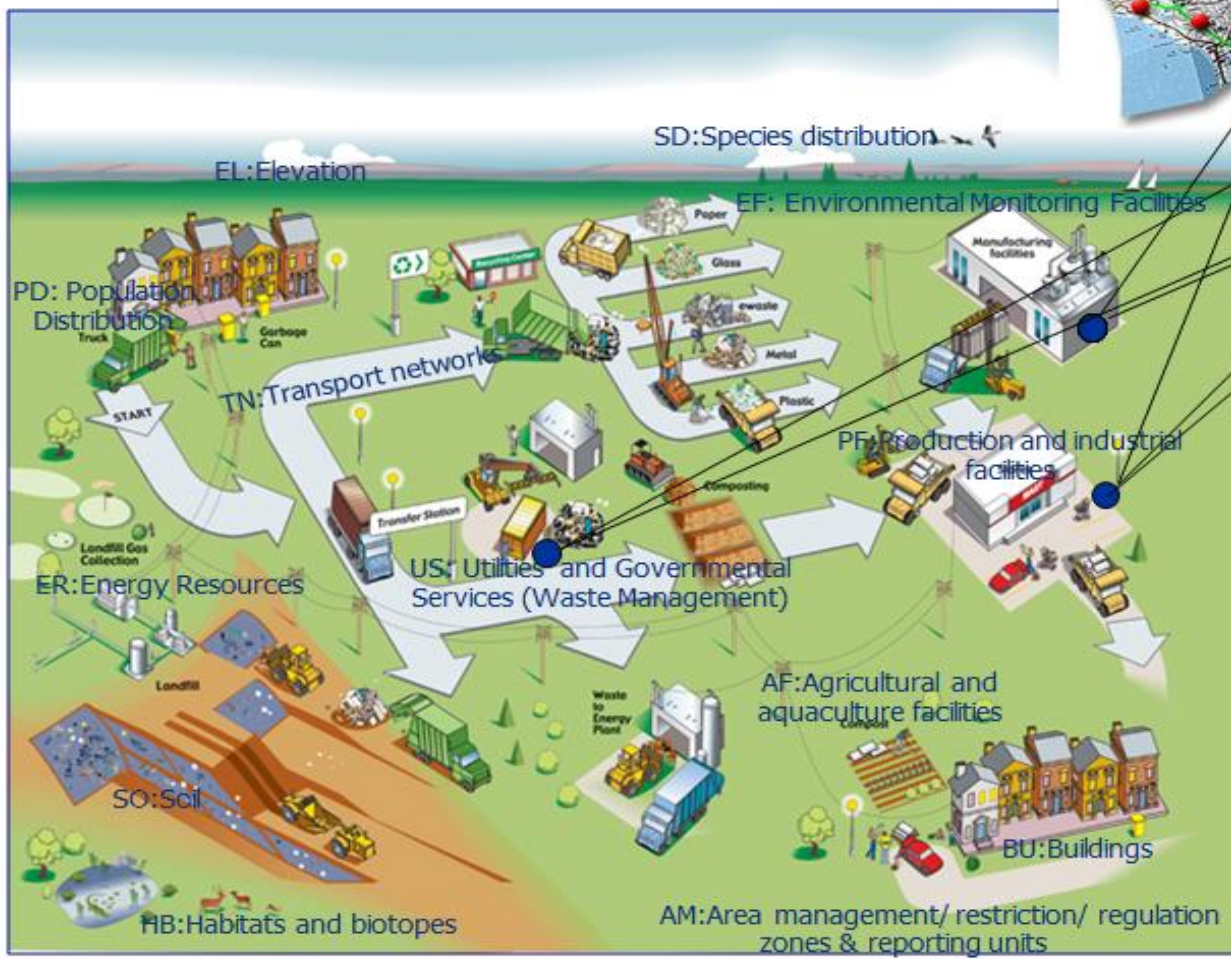 SD:Species distribution
EL:Elevation
EF: Environmental Monitoring Facilities
Paper
Manufacturing
facilities
Recycling Center
Glass
PD: Population
Distribution
ewaste
Truck
Garbage
Can
Metal
TN:Transport networks
Plastic
START
PF:Production and industrial
facilities
Composting
Transfer Station
Landfill Gas
Collection
US: Utilities and Governmental
Services (Waste Management)
ER:Energy Resources
Landfill
Waste
to
Energy
Plant
AF:Agricultural and
aquaculture facilities
Compost
SO:Soil
BU:Buildings
HB:Habitats and biotopes
AM:Area management/ restriction/ regulation
zones & reporting units